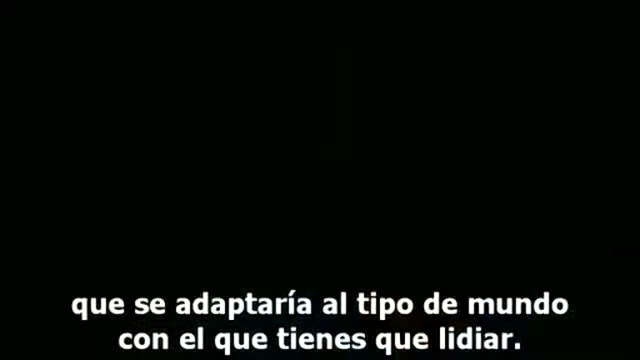 que se adaptaría al tipo de mundo
con el que tienes que lidiar.